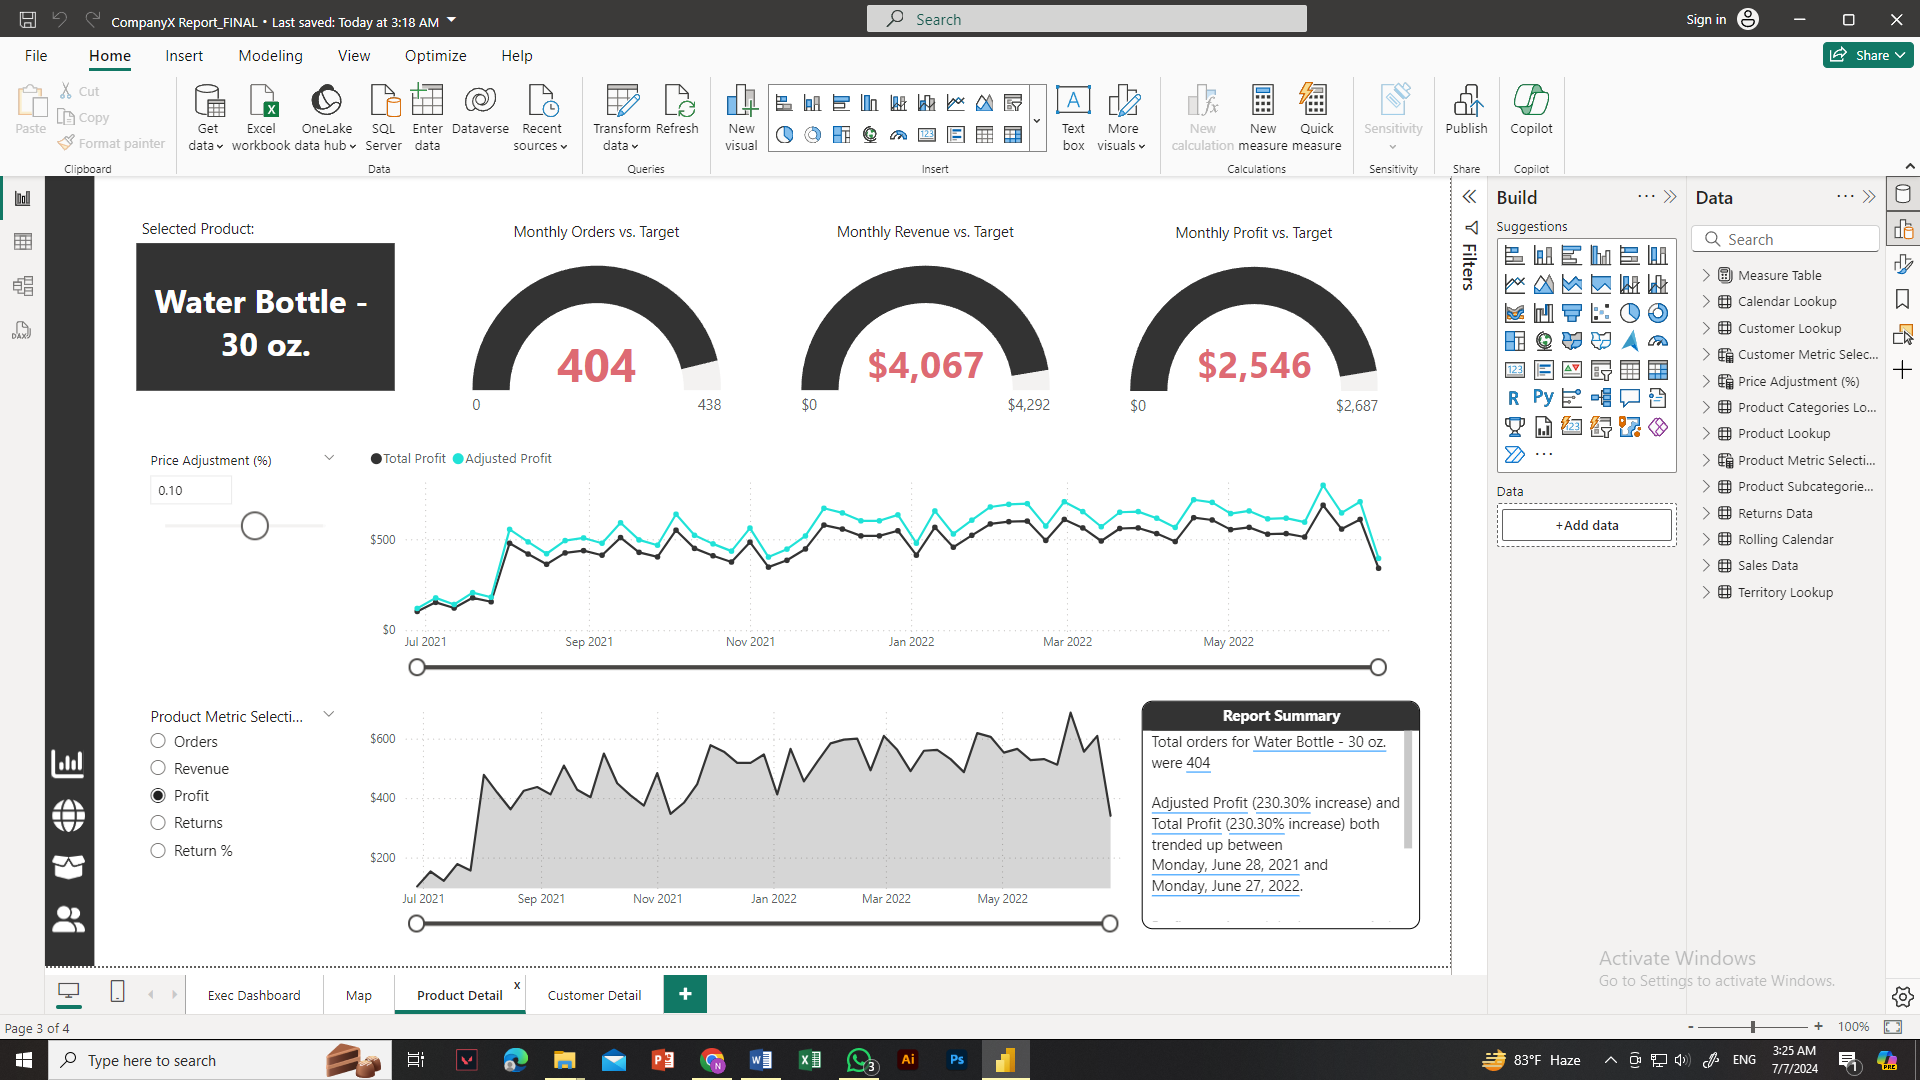 CompanyX Report_FINAL • Last saved: Today at 3:18 AM
Search
Sign in
File Home Insert Modeling View Optimize Help
Share
Paste
Cut
Copy
Format painter
Clipboard
Get data
Excel workbook
OneLake data hub
SQL Server
Enter data
Dataverse
Recent sources
Data
Transform data
Refresh
Queries
New visual
Text box
More visuals
Insert
New calculation
New measure
Quick measure
Calculations
Sensitivity
Sensitivity
Publish
Share
Copilot
Copilot
Selected Product:
Water Bottle -
30 oz.
Monthly Orders vs. Target
404
0
438
Monthly Revenue vs. Target
$4,067
$0
$4,292
Monthly Profit vs. Target
$2,546
$0
$2,687
Price Adjustment (%)
0.10
Total Profit Adjusted Profit
$500
$0
Jul 2021 Sep 2021 Nov 2021 Jan 2022 Mar 2022 May 2022
Product Metric Selecti...
Orders
Revenue
Profit
Returns
Return %
$600
$400
$200
Jul 2021 Sep 2021 Nov 2021 Jan 2022 Mar 2022 May 2022
Report Summary
Total orders for Water Bottle - 30 oz.
were 404
Adjusted Profit (230.30% increase) and
Total Profit (230.30% increase) both
trended up between
Monday, June 28, 2021 and
Monday, June 27, 2022.
Filters
Build
Suggestions
R Py
Data
+Add data
Data
Search
Measure Table
Calendar Lookup
Customer Lookup
Customer Metric Selec...
Price Adjustment (%)
Product Categories Lo...
Product Lookup
Product Metric Selecti...
Product Subcategorie...
Returns Data
Rolling Calendar
Sales Data
Territory Lookup
Activate Windows
Go to Settings to activate Windows.
Exec Dashboard Map Product Detail x Customer Detail +
Page 3 of 4
- + 100%
Type here to search
3
Ai
Ps
83°F Haze
ENG
3:25 AM
7/7/2024
1